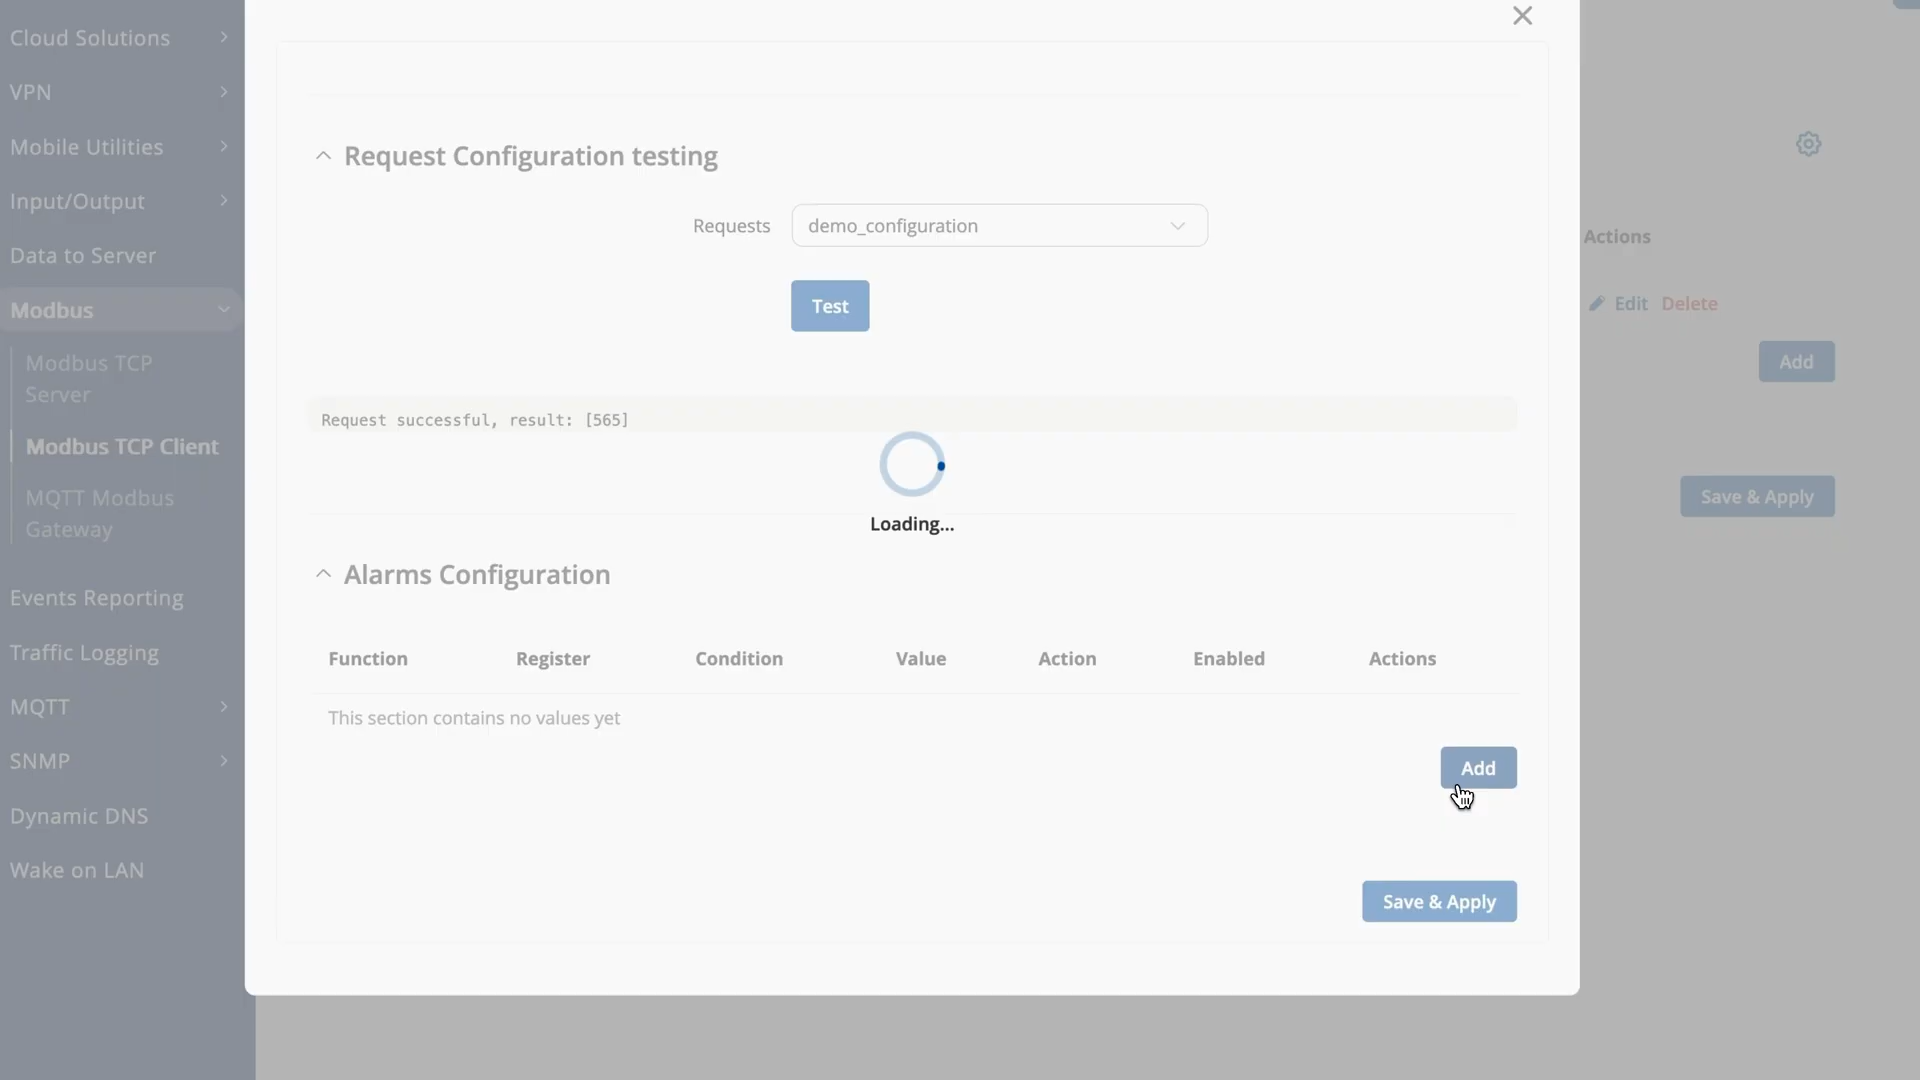 Cloud Solutions
VPN
Mobile Utilities
Input/Output
Data to Server
Modbus
Modbus TCP
Server
Modbus TCP Client
MQTT Modbus
Gateway
Events Reporting
Traffic Logging
MQTT
SNMP
Dynamic DNS
Wake on LAN
Request Configuration testing
Requests demo_configuration
Test
Request successful, result: [565]
Loading...
Alarms Configuration
Function Register Condition Value Action Enabled Actions
This section contains no values yet
Add
Save & Apply
Actions
Edit Delete
Add
Save & Apply